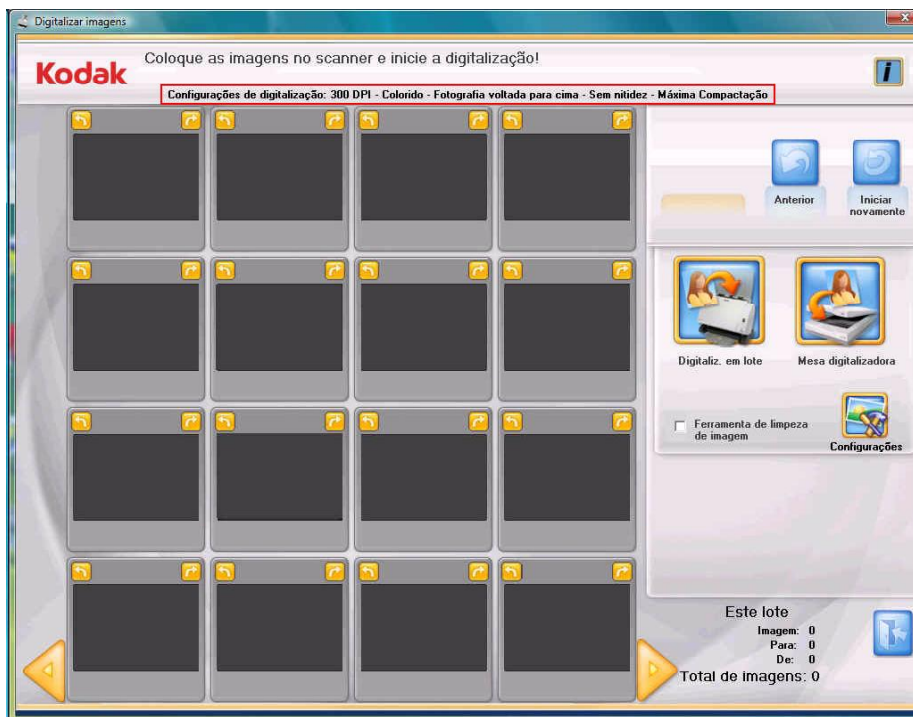 Digitalizar imagens
Kodak
Coloque as imagens no scanner e inicie a digitalização!
i
Configurações de digitalização: 300 DPI - Colorido - Fotografia voltada para cima - Sem nitidez - Máxima Compactação
Anterior
Iniciar
novamente
Digitaliz. em lote
Mesa digitalizadora
Ferramenta de limpeza
de imagem
Configurações
Este lote
Imagem: 0
Para: 0
De: 0
Total de imagens: 0